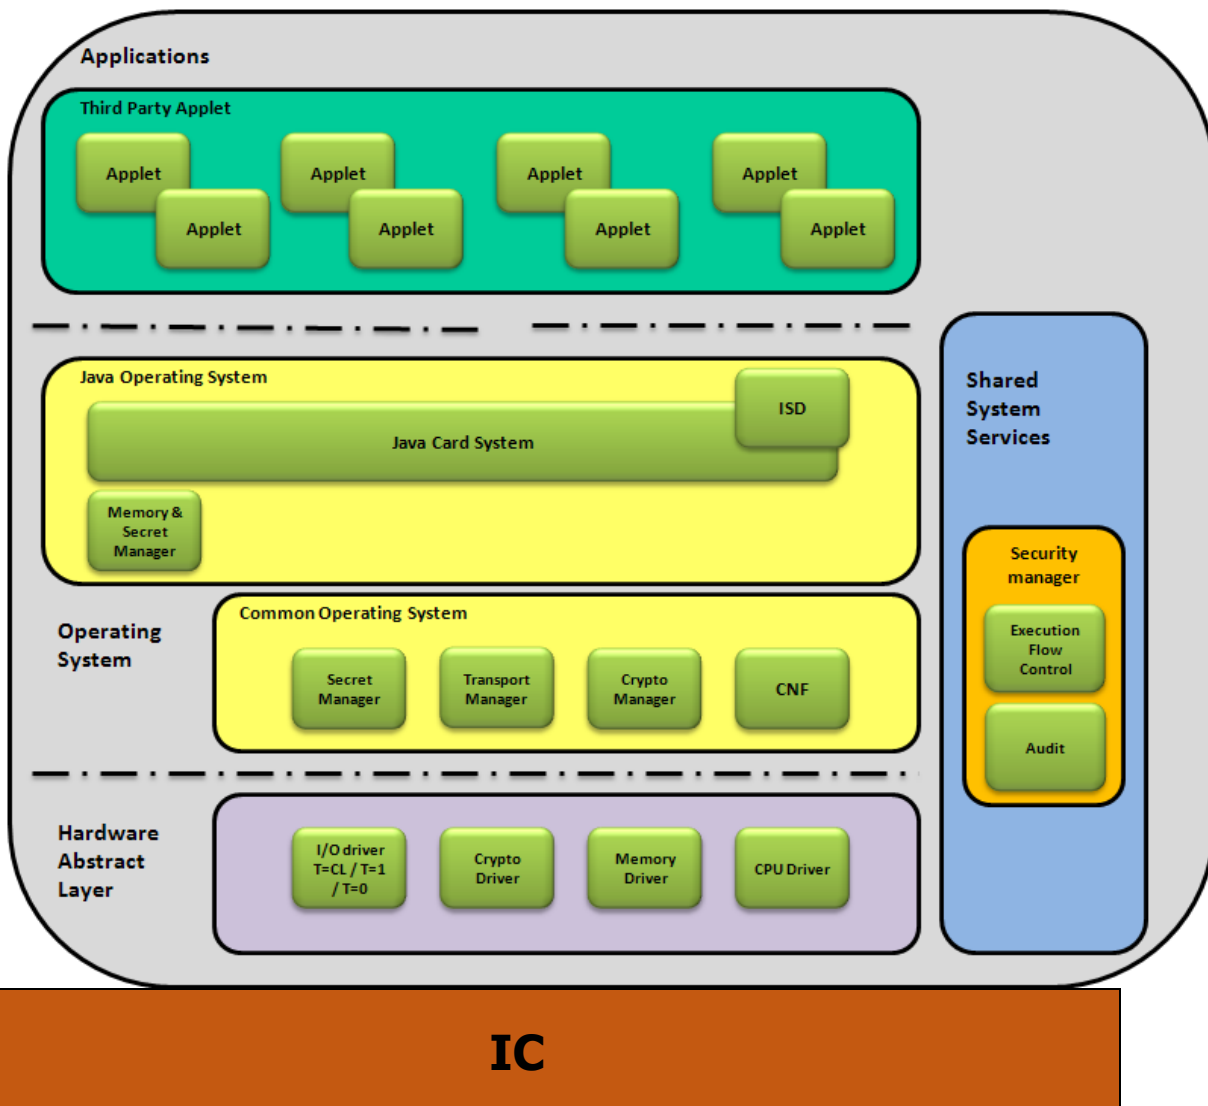 Applications
Third Party Applet
Applet
Applet
Applet
Applet
Applet
Applet
Applet
Applet
Java Operating System
ISD
Java Card System
Memory &
Secret
Manager
Shared
System
Services
Security
manager
Execution
Flow
Control
Audit
Operating
System
Common Operating System
Secret
Manager
Transport
Manager
Crypto
Manager
CNF
Hardware
Abstract
Layer
I/O driver
T=CL / T=1
/ T=0
Crypto
Driver
Memory
Driver
CPU Driver
IC